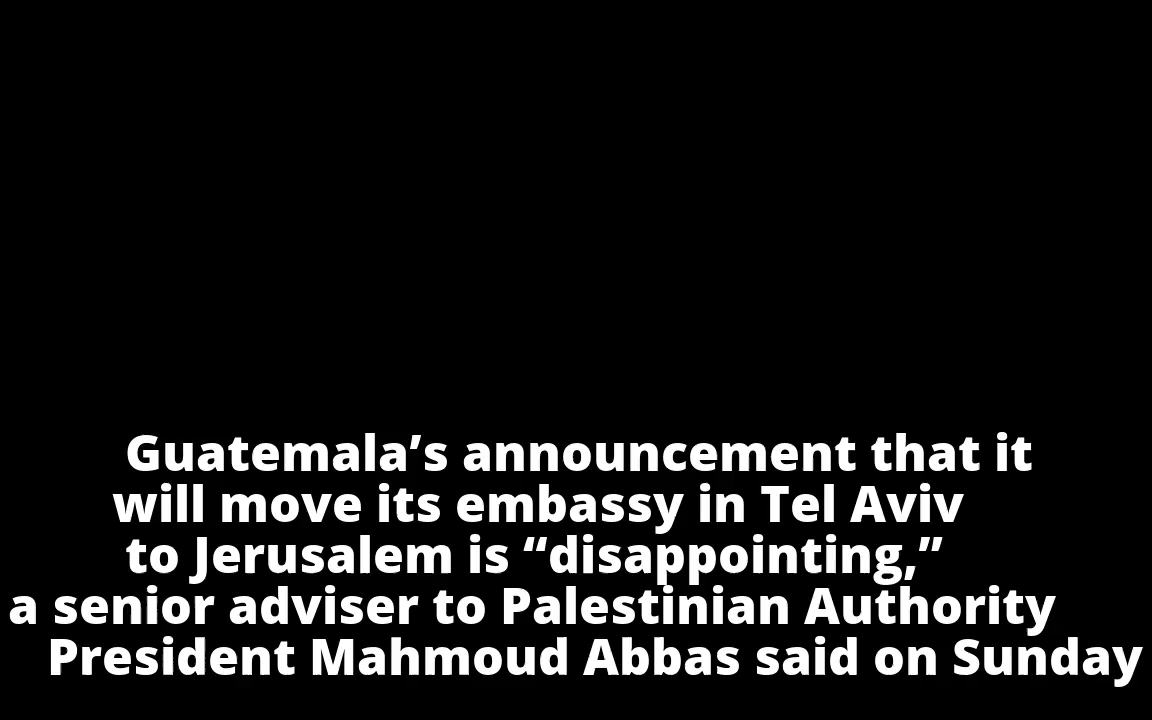 Guatemala’s announcement that it
will move its embassy in Tel Aviv
to Jerusalem is “disappointing,”
a senior adviser to Palestinian Authority
President Mahmoud Abbas said on Sunday